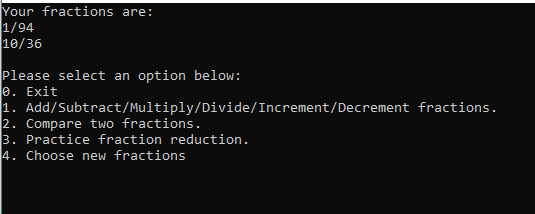 Your fractions are:
1/94
10/36
Please select an option below:
0. Exit
1. Add/Subtract/Multiply/Divide/Increment/Decrement fractions.
2. Compare two fractions.
3. Practice fraction reduction.
4. Choose new fractions